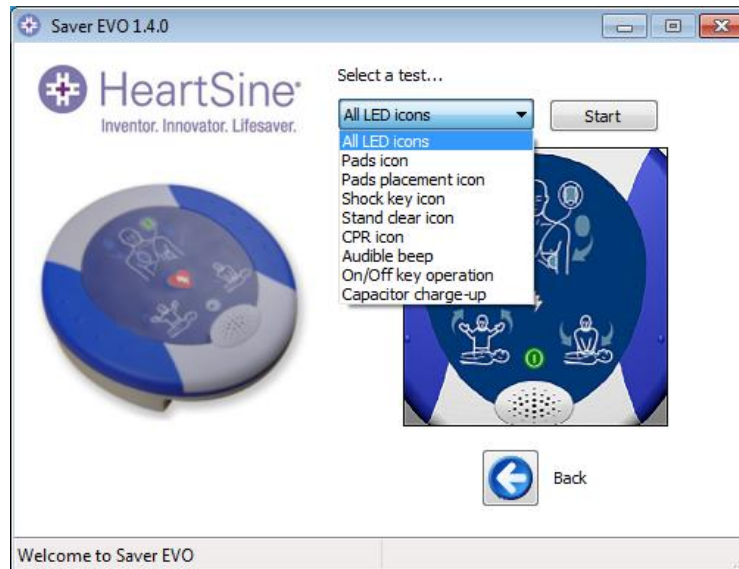 Saver EVO 1.4.0
HeartSine
Inventor. Innovator. Lifesaver.
Select a test...
All LED icons
Start
All LED icons
Pads icon
Pads placement icon
Shock key icon
Stand clear icon
CPR icon
Audible beep
On/Off key operation
Capacitor charge-up
Back
Welcome to Saver EVO